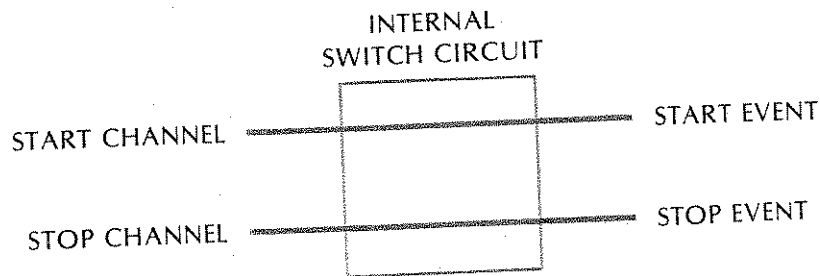 INTERNAL
SWITCH CIRCUIT
START CHANNEL
START EVENT
STOP CHANNEL
STOP EVENT